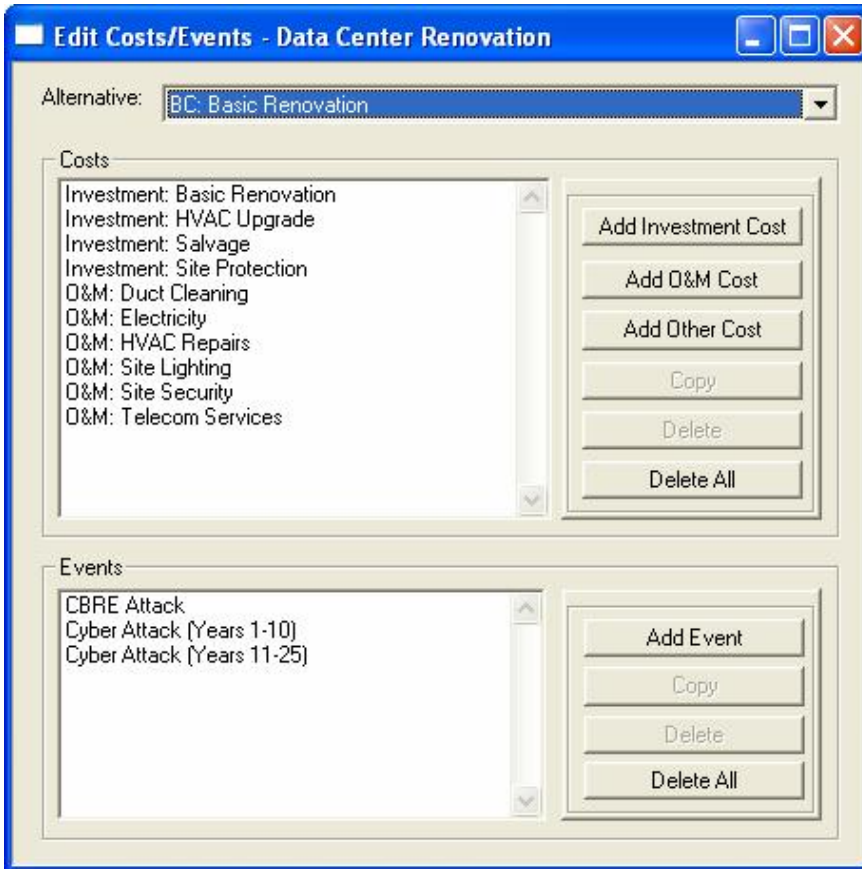 Edit Costs/Events - Data Center Renovation
Alternative: BC: Basic Renovation
Costs
Investment: Basic Renovation
Investment: HVAC Upgrade
Investment: Salvage
Investment: Site Protection
O&M: Duct Cleaning
O&M: Electricity
O&M: HVAC Repairs
O&M: Site Lighting
O&M: Site Security
O&M: Telecom Services
Add Investment Cost
Add O&M Cost
Add Other Cost
Copy
Delete
Delete All
Events
CBRE Attack
Cyber Attack (Years 1-10)
Cyber Attack (Years 11-25)
Add Event
Copy
Delete
Delete All